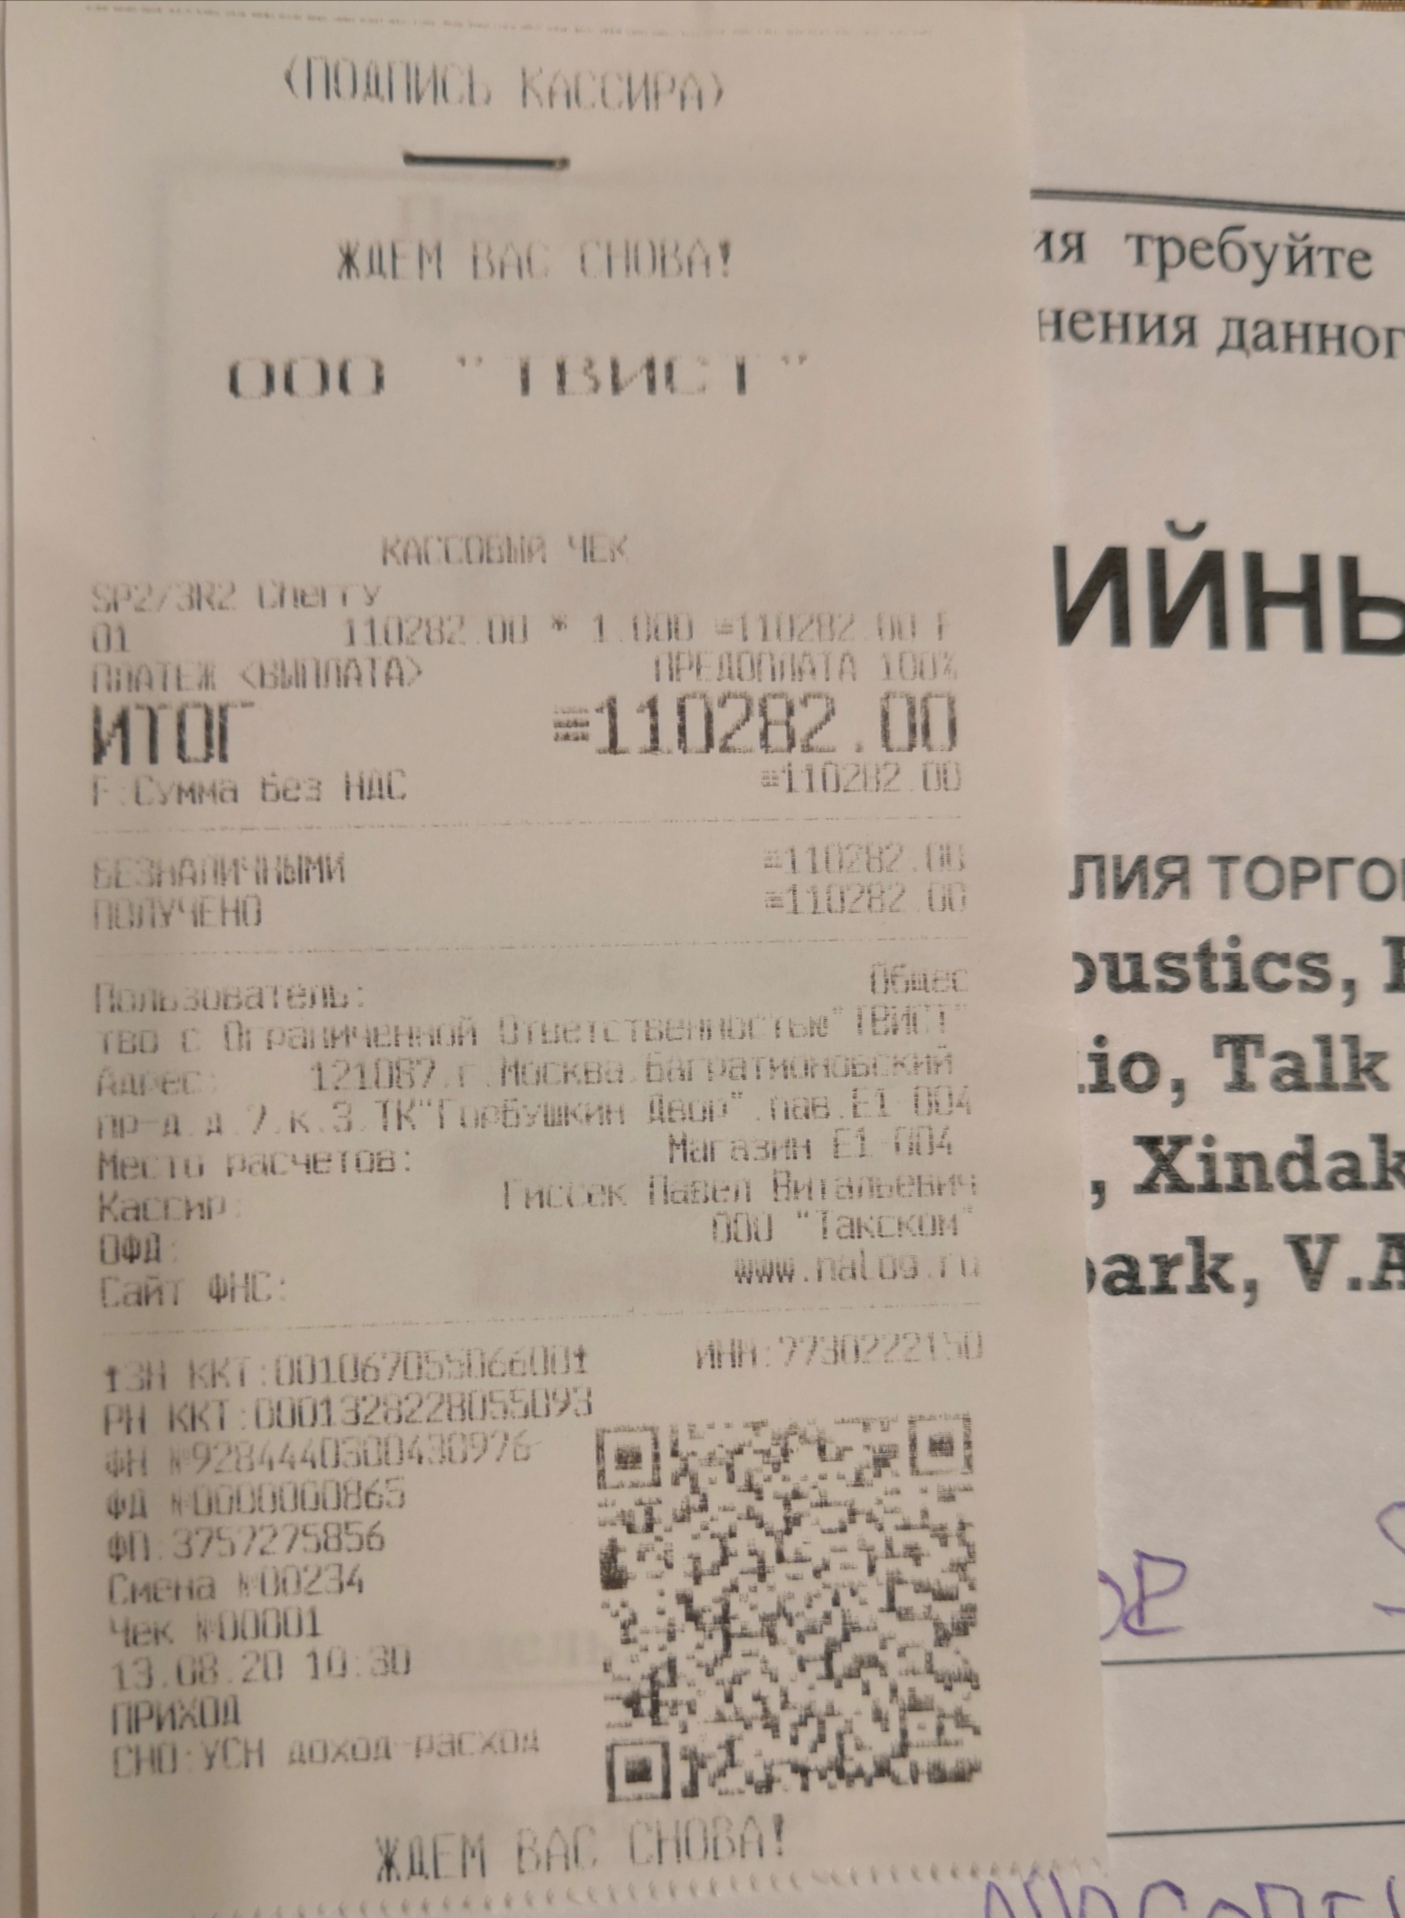 <ПОДПИСЬ КАССИРА>
ЖДЕМ ВАС СНОВА!
ООО "ТВИСТ"
КАССОВЫЙ ЧЕК
SP2/3R2 Cherry
01 110282.00 * 1.000 =110282.00 F
ПЛАТЕЖ <ВЫПЛАТА> ПРЕДОПЛАТА 100%
ИТОГ =110282.00
F:Сумма без НДС =110282.00
БЕЗНАЛИЧНЫМИ =110282.00
ПОЛУЧЕНО =110282.00
Пользователь: Общес
тво с Ограниченной Ответственностью"ТВИСТ"
Адрес: 121087,г.Москва,Багратионовский
пр-д,д.7,к.3,ТК"Горбушкин Двор",пав.Е1-004
Место расчетов: Магазин Е1-004
Кассир: Гиссек Павел Витальевич
ОФД: ООО "Такском"
Сайт ФНС: www.nalog.ru
ЗН ККТ:00106705506600 ИНН:7730222150
РН ККТ:0001328228055093
ФН №9284440300430976
ФД №0000000865
ФП:3757275856
Смена №00234
Чек №00001
13.08.20 10:30
ПРИХОД
СНО:УСН доход-расход
ЖДЕМ ВАС СНОВА!
ия требуйте
нения данног
ИЙНЫ
ЛИЯ ТОРГО
oustics,
io, Talk
, Xindak
park, V.A